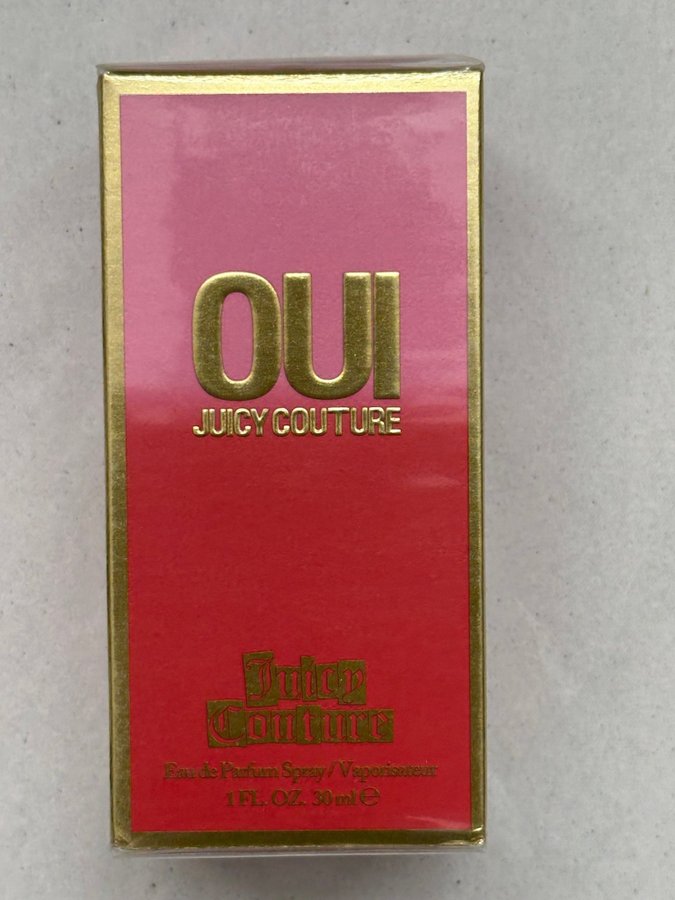 OUI
JUICY COUTURE
Juicy
Couture
Eau de Parfum Spray / Vaporisateur
1 FL. OZ. 30 ml ℮